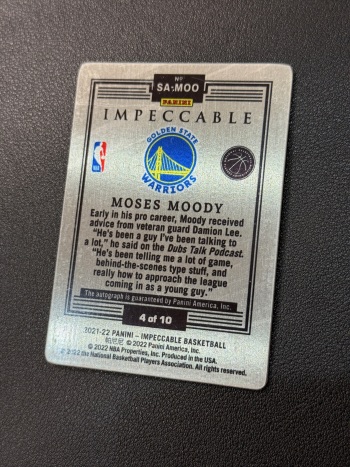 Nº
SA-MOO
PANINI
IMPECCABLE
GOLDEN STATE
WARRIORS
MOSES MOODY
Early in his pro career, Moody received
advice from veteran guard Damion Lee.
"He's been a guy I've been talking to
a lot," he said on the Dubs Talk Podcast.
"He's been telling me a lot of game,
behind-the-scenes type stuff, and
really how to approach the league
coming in as a young guy."
The autograph is guaranteed by Panini America, Inc.
4 of 10
2021-22 PANINI – IMPECCABLE BASKETBALL
帕尼尼 © 2022 Panini America, Inc.
© 2022 NBA Properties, Inc. Produced in the USA.
© 2022 the National Basketball Players Association. All rights reserved.